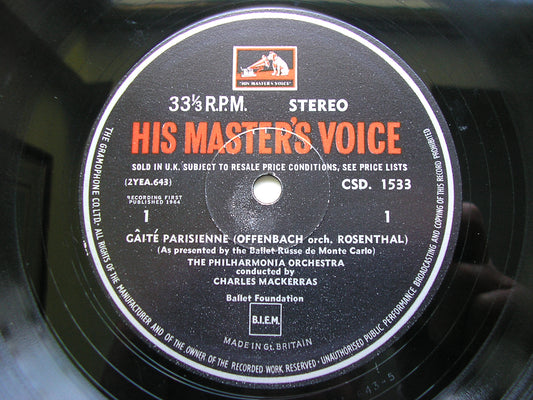 "HIS MASTER'S VOICE"
33⅓ R.P.M. STEREO
HIS MASTER'S VOICE
SOLD IN U.K. SUBJECT TO RESALE PRICE CONDITIONS, SEE PRICE LISTS
(2YEA.643) CSD. 1533
RECORDING FIRST
PUBLISHED 1964
1 1
GÂITÉ PARISIENNE (OFFENBACH orch. ROSENTHAL)
(As presented by the Ballet Russe de Monte Carlo)
THE PHILHARMONIA ORCHESTRA
conducted by
CHARLES MACKERRAS
Ballet Foundation
B.I.E.M.
MADE IN Gt. BRITAIN
THE GRAMOPHONE CO. LTD. ALL RIGHTS OF THE MANUFACTURER AND OF THE OWNER OF THE RECORDED WORK RESERVED · UNAUTHORISED PUBLIC PERFORMANCE BROADCASTING AND COPYING OF THIS RECORD PROHIBITED